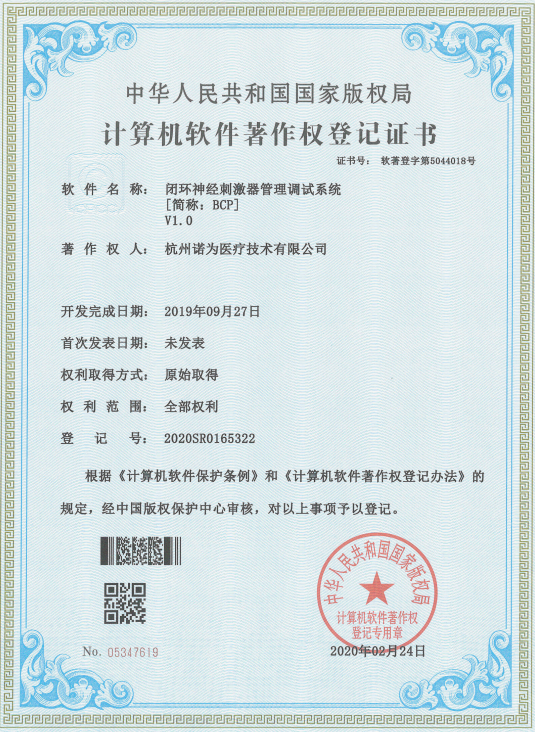 中华人民共和国国家版权局
计算机软件著作权登记证书
证书号： 软著登字第5044018号
软件名称： 闭环神经刺激器管理调试系统
[简称：BCP]
V1.0
著作权人： 杭州诺为医疗技术有限公司
开发完成日期： 2019年09月27日
首次发表日期： 未发表
权利取得方式： 原始取得
权利范围： 全部权利
登记号： 2020SR0165322
根据《计算机软件保护条例》和《计算机软件著作权登记办法》的
规定，经中国版权保护中心审核，对以上事项予以登记。
中华人民共和国国家版权局
计算机软件著作权
登记专用章
No. 05347619
2020年02月24日